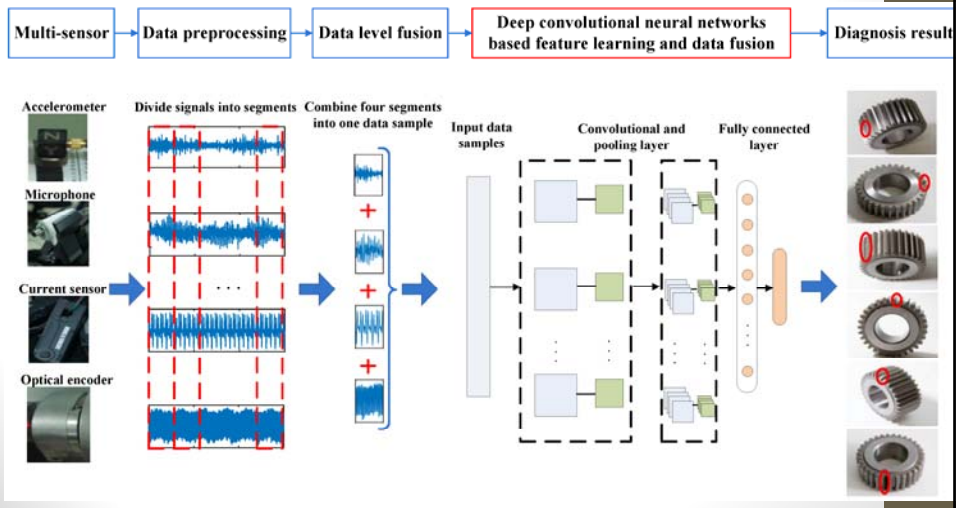 Multi-sensor
Data preprocessing
Data level fusion
Deep convolutional neural networks
based feature learning and data fusion
Diagnosis result
Accelerometer
Divide signals into segments
Combine four segments
into one data sample
Input data
samples
Convolutional and
pooling layer
Fully connected
layer
Microphone
Current sensor
Optical encoder